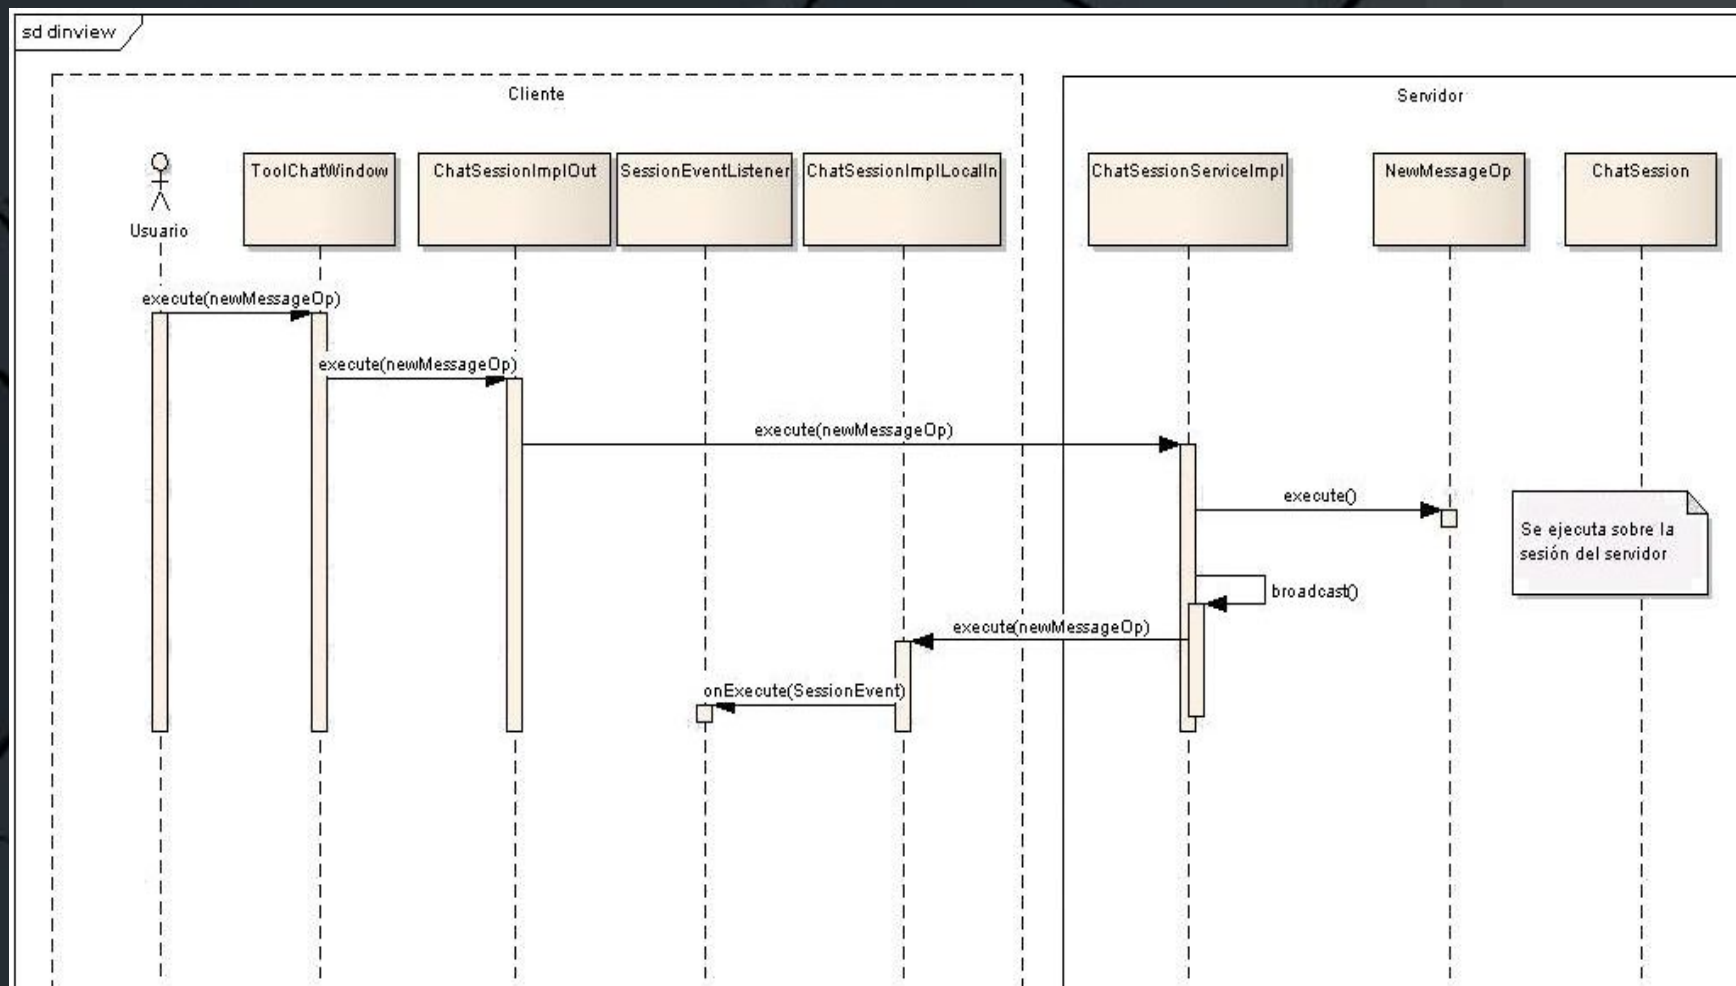 sd dinview
Cliente
Servidor
ToolChatWindow
ChatSessionImplOut
SessionEventListener
ChatSessionImplLocalIn
ChatSessionServiceImpl
NewMessageOp
ChatSession
Usuario
execute(newMessageOp)
execute(newMessageOp)
execute(newMessageOp)
execute()
Se ejecuta sobre la
sesión del servidor
broadcast()
execute(newMessageOp)
onExecute(SessionEvent)